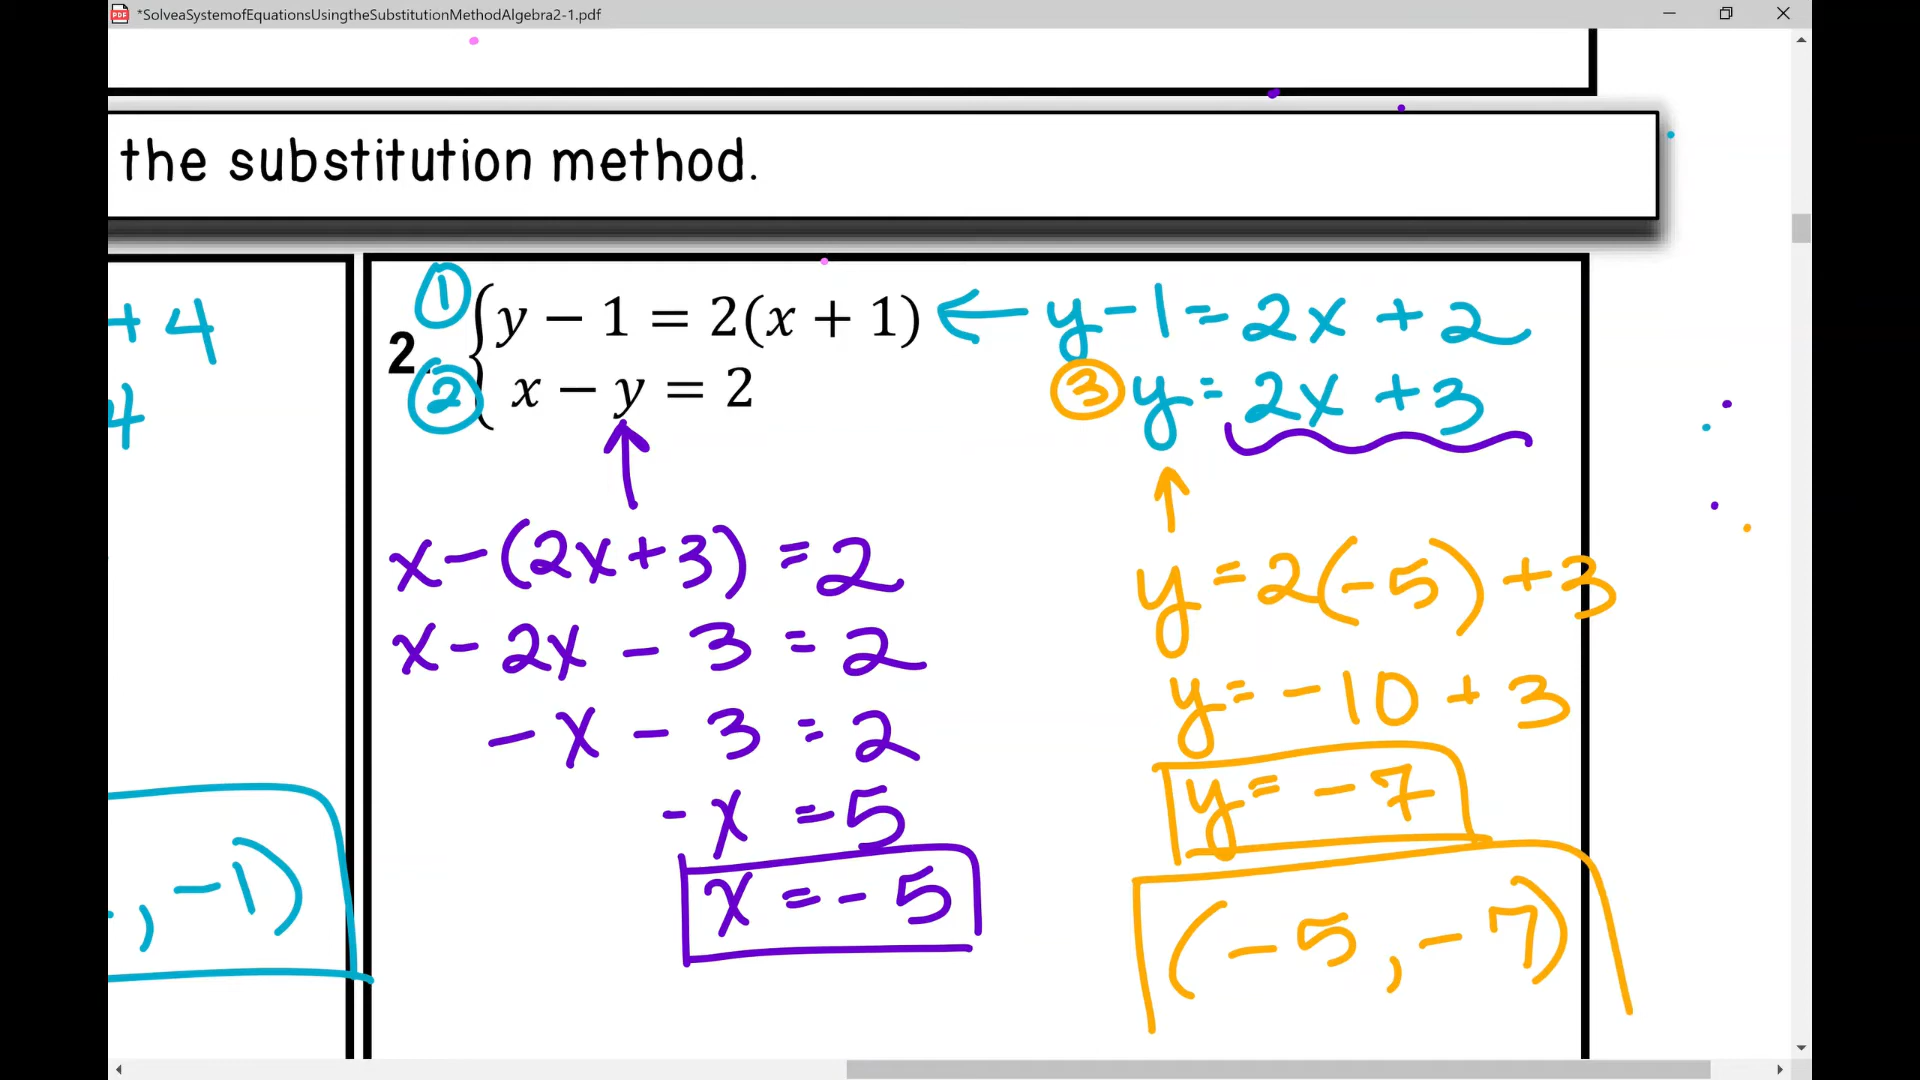 *SolveaSystemofEquationsUsingtheSubstitutionMethodAlgebra2-1.pdf
the substitution method.
+ 4
4
, -1)
2.
① y − 1 = 2(x + 1) ← y - 1 = 2x + 2
② x − y = 2
③ y = 2x + 3
x - (2x + 3) = 2
x - 2x - 3 = 2
- x - 3 = 2
- x = 5
x = - 5
y = 2(-5) + 3
y = - 10 + 3
y = - 7
(-5, -7)